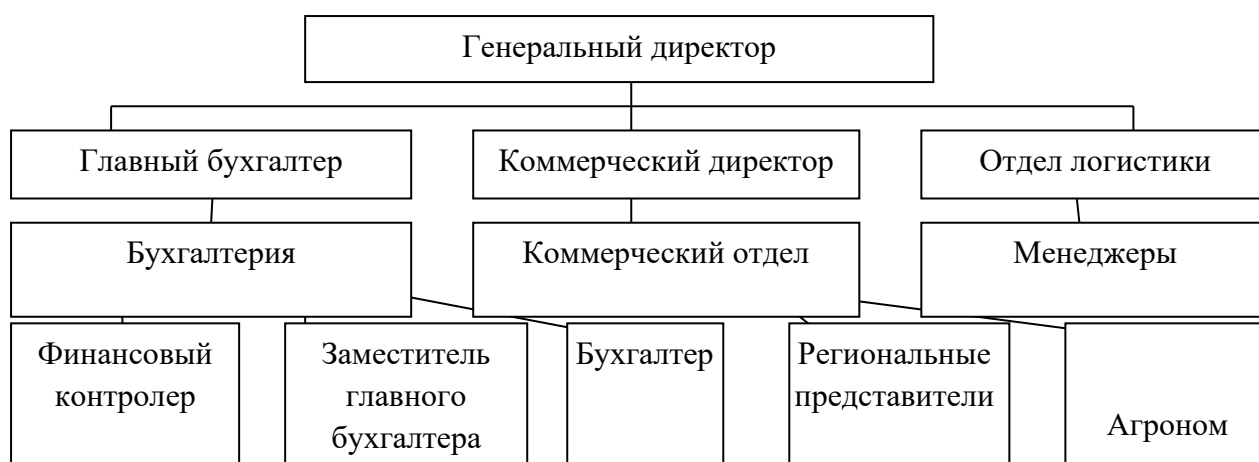 Генеральный директор
Главный бухгалтер
Коммерческий директор
Отдел логистики
Бухгалтерия
Коммерческий отдел
Менеджеры
Финансовый
контролер
Заместитель
главного
бухгалтера
Бухгалтер
Региональные
представители
Агроном